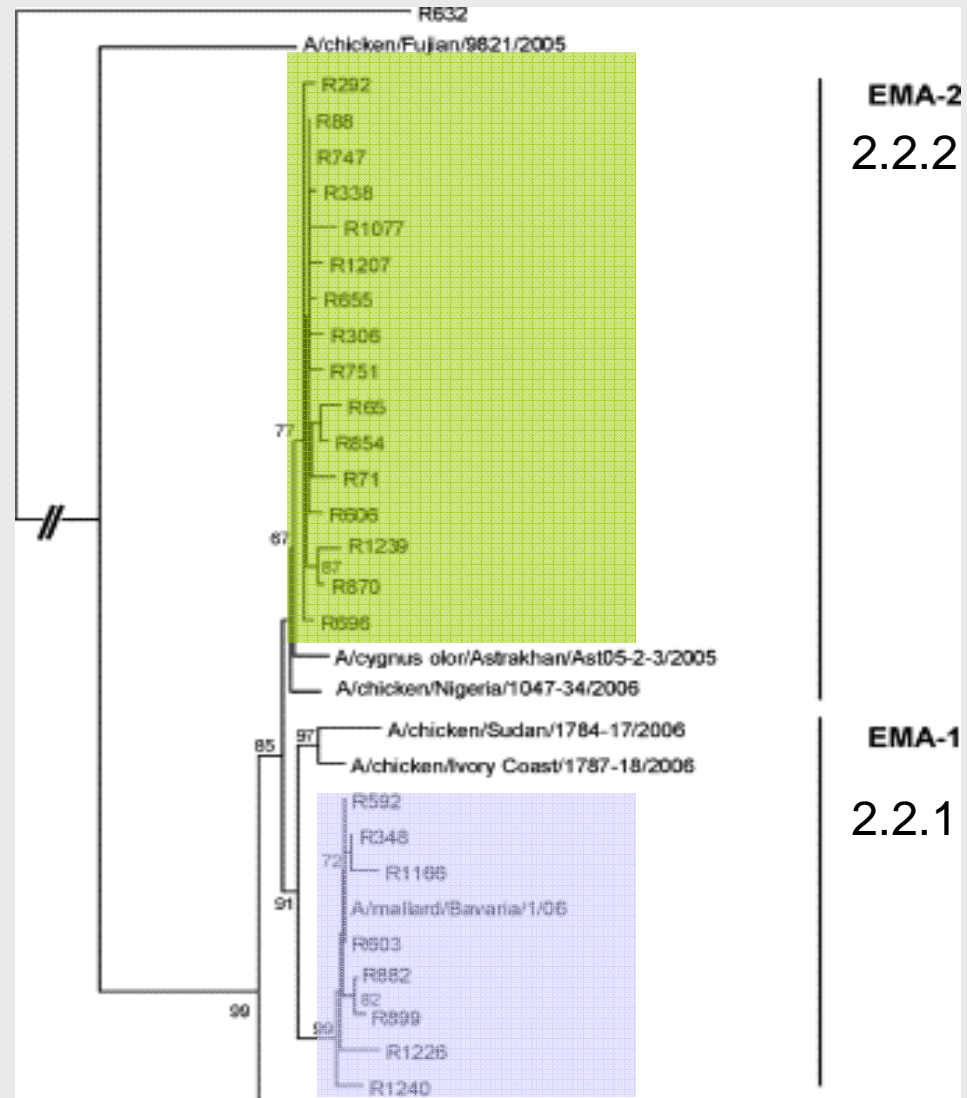 R632
A/chicken/Fujian/9821/2005
R292
EMA-2
R88
2.2.2
R747
R338
R1077
R1207
R655
R306
R751
R65
77
R654
R71
R606
67
R1239
87
R870
R696
A/cygnus olor/Astrakhan/Ast05-2-3/2005
A/chicken/Nigeria/1047-34/2006
A/chicken/Sudan/1784-17/2006
97
EMA-1
85
A/chicken/Ivory Coast/1787-18/2006
R592
2.2.1
R348
72
R1166
91
A/mallard/Bavaria/1/06
R603
R882
82
99
R899
99
R1226
R1240